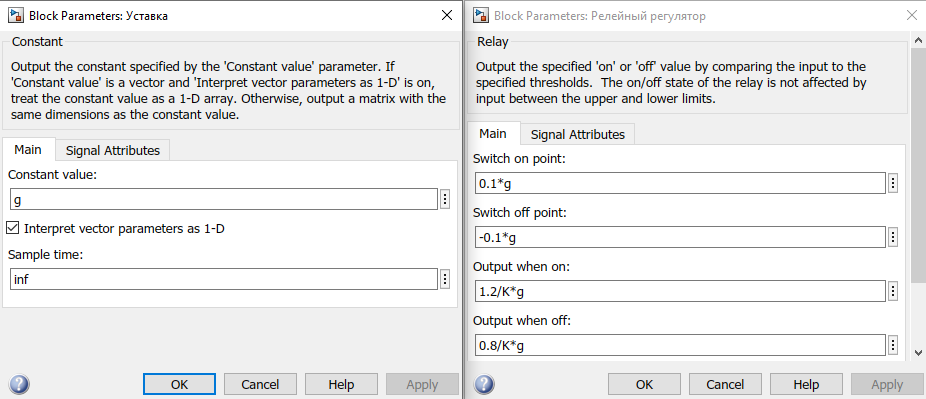 Block Parameters: Уставка
Constant
Output the constant specified by the 'Constant value' parameter. If
'Constant value' is a vector and 'Interpret vector parameters as 1-D' is on,
treat the constant value as a 1-D array. Otherwise, output a matrix with the
same dimensions as the constant value.
Main Signal Attributes
Constant value:
g
Interpret vector parameters as 1-D
Sample time:
inf
OK Cancel Help Apply
Block Parameters: Релейный регулятор
Relay
Output the specified 'on' or 'off' value by comparing the input to the
specified thresholds. The on/off state of the relay is not affected by
input between the upper and lower limits.
Main Signal Attributes
Switch on point:
0.1*g
Switch off point:
-0.1*g
Output when on:
1.2/K*g
Output when off:
0.8/K*g
OK Cancel Help Apply